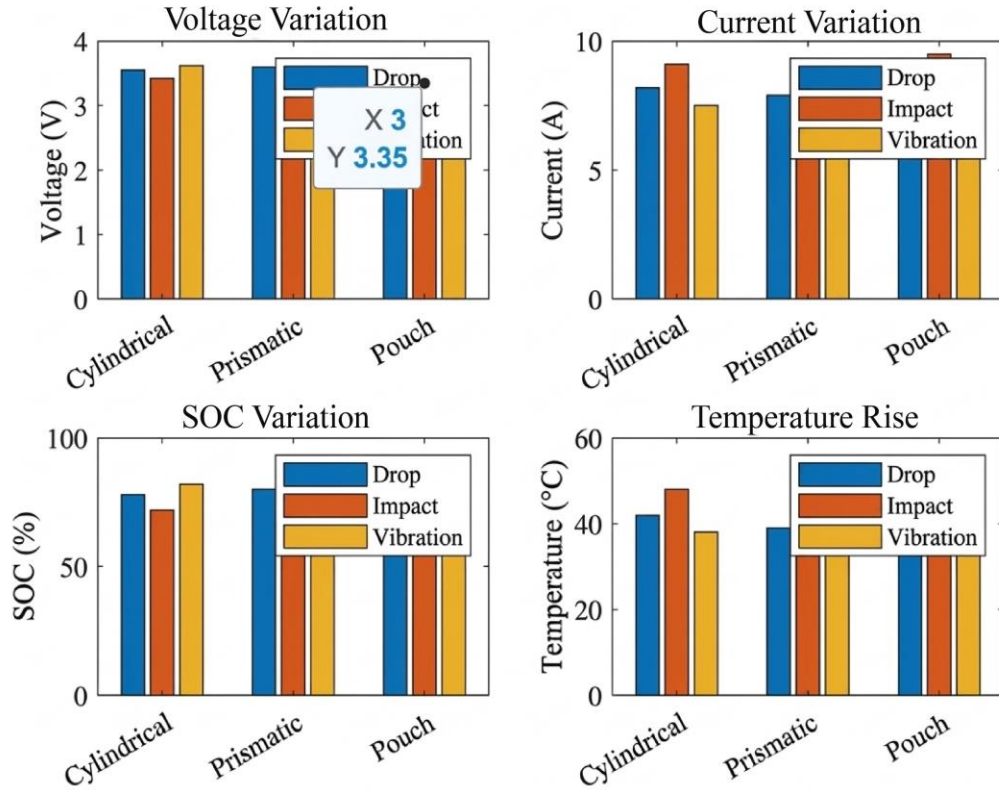 Voltage Variation
4
3
2
1
0
Voltage (V)
Drop
X 3
Y 3.35
Cylindrical
Prismatic
Pouch
Current Variation
10
5
0
Current (A)
Drop
Impact
Vibration
Cylindrical
Prismatic
Pouch
SOC Variation
100
50
0
SOC (%)
Drop
Impact
Vibration
Cylindrical
Prismatic
Pouch
Temperature Rise
60
40
20
0
Temperature (°C)
Drop
Impact
Vibration
Cylindrical
Prismatic
Pouch